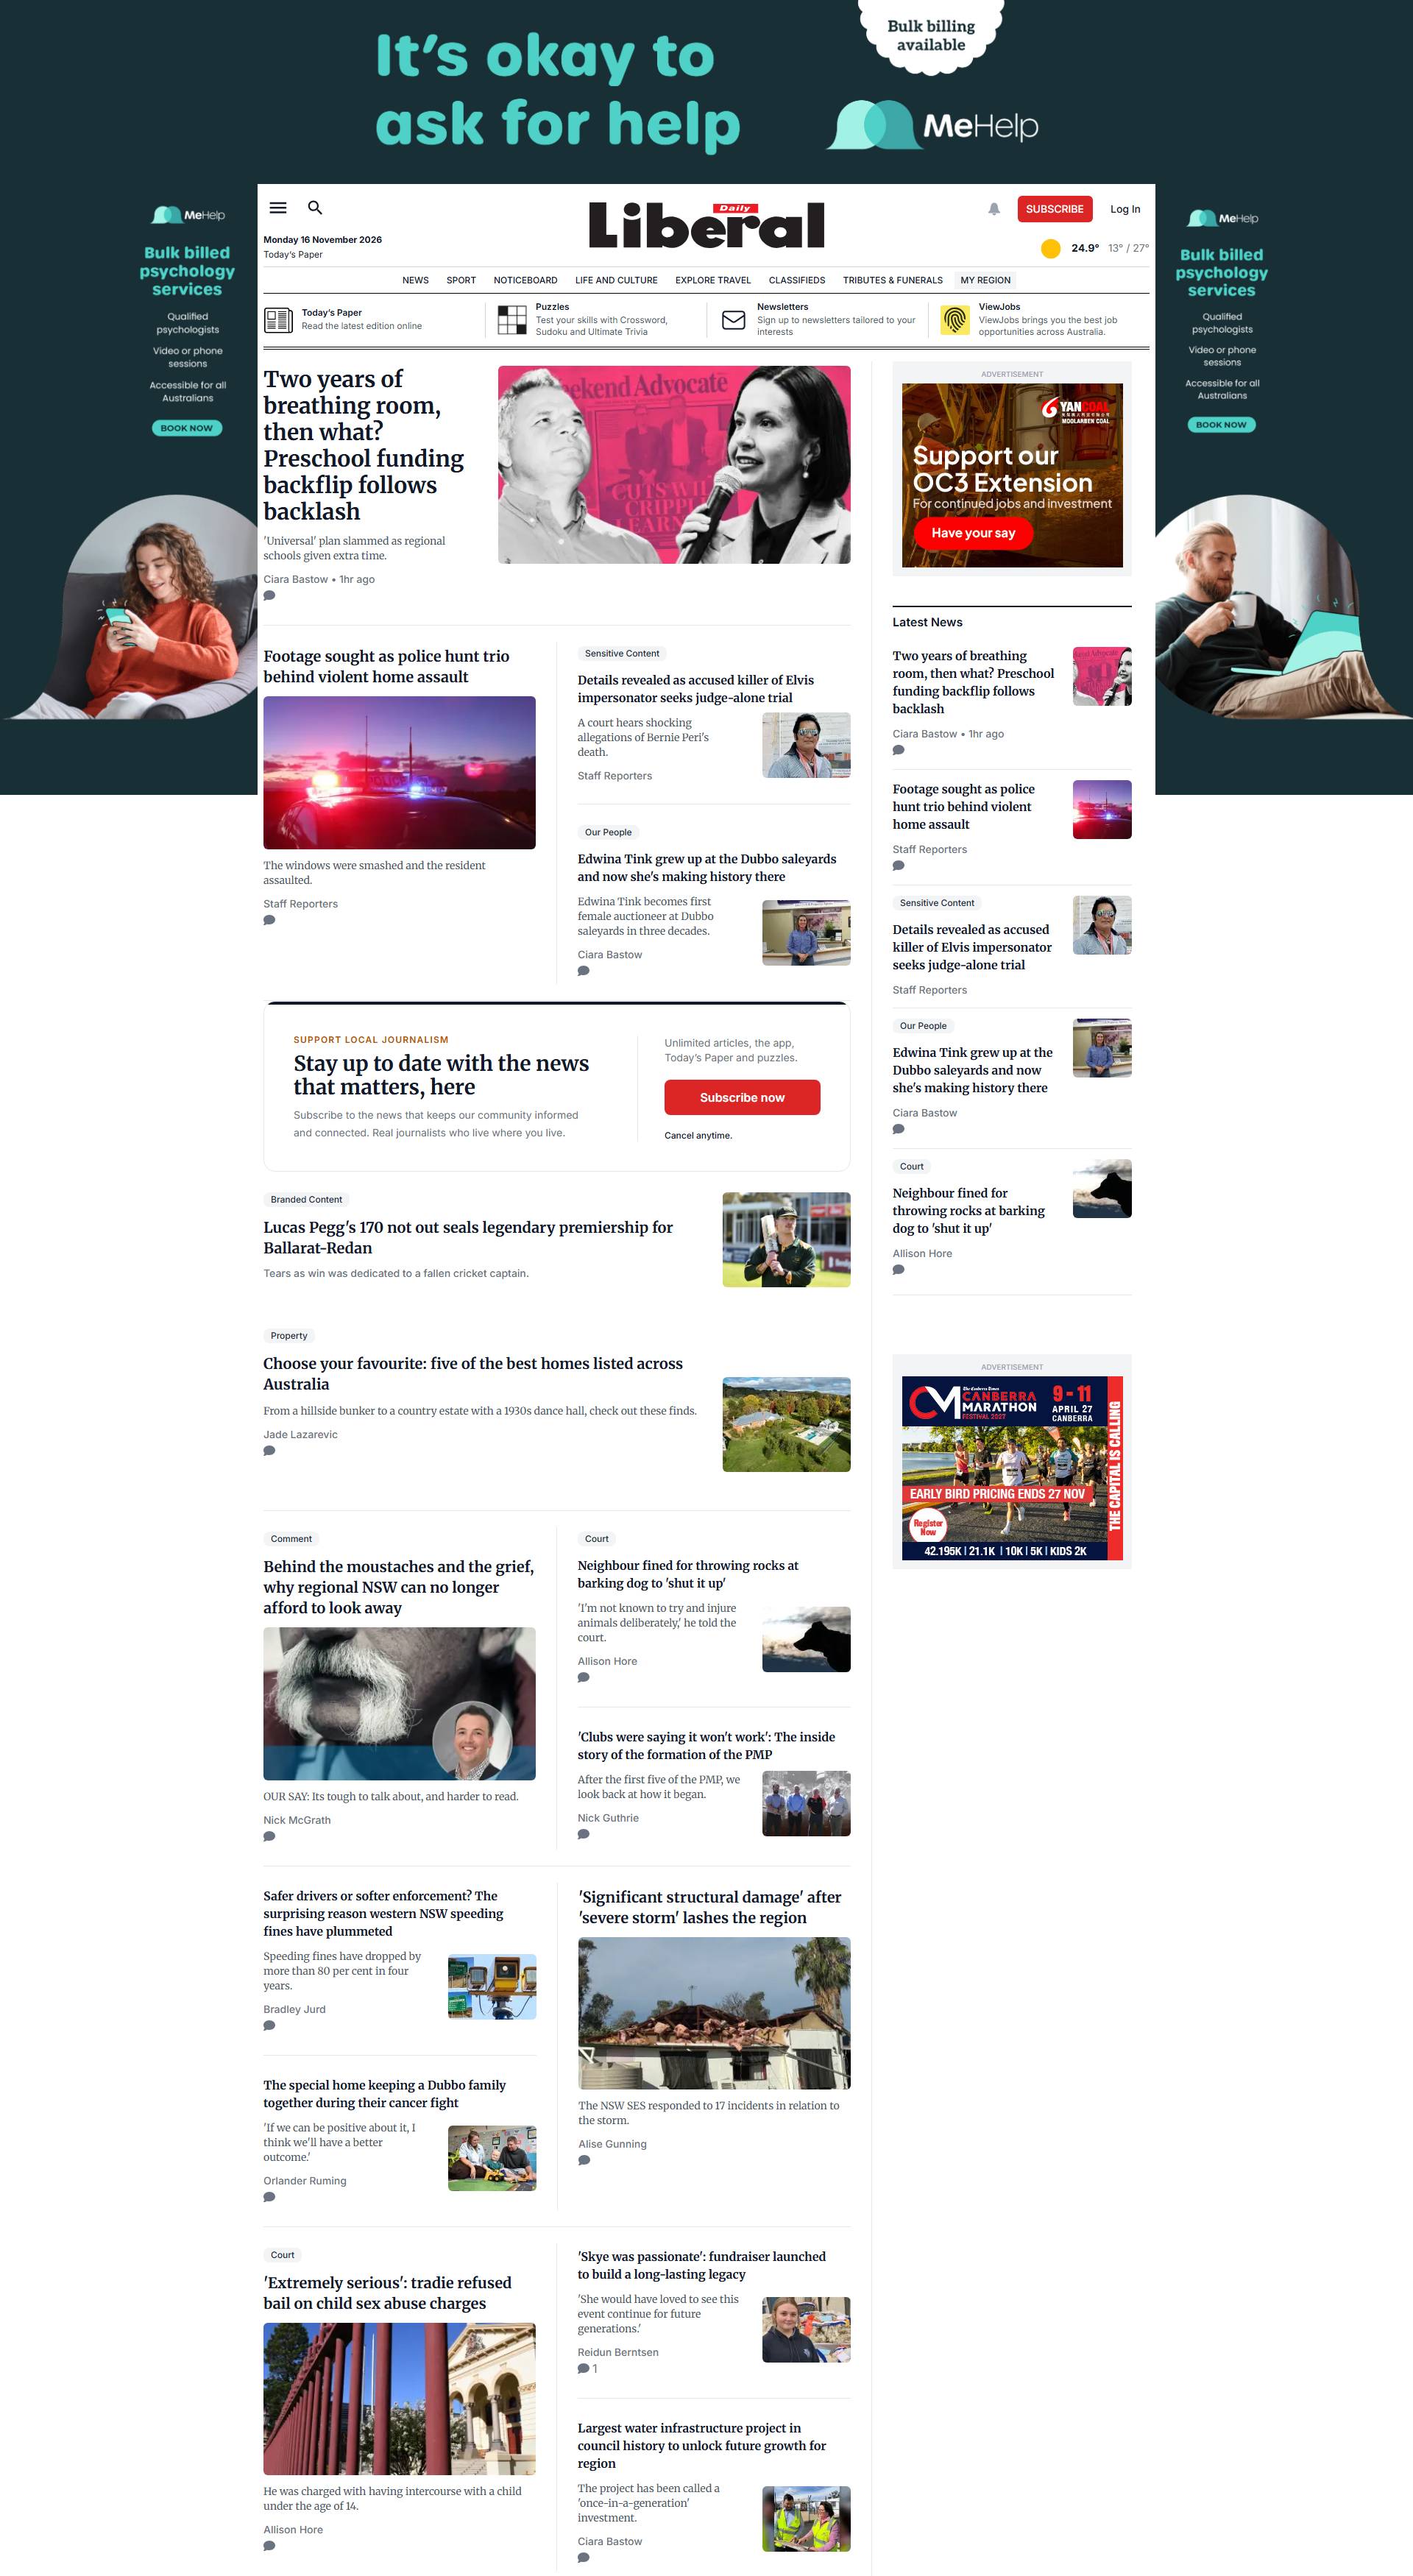 It's okay to
ask for help
Bulk billing
available
MeHelp
MeHelp
Bulk billed
psychology
services
Qualified
psychologists
Video or phone
sessions
Accessible for all
Australians
BOOK NOW
Daily
Liberal
SUBSCRIBE
Log In
Monday 16 November 2026
Today's Paper
24.9° 13° / 27°
NEWS SPORT NOTICEBOARD LIFE AND CULTURE EXPLORE TRAVEL CLASSIFIEDS TRIBUTES & FUNERALS MY REGION
Today's Paper
Read the latest edition online
Puzzles
Test your skills with Crossword,
Sudoku and Ultimate Trivia
Newsletters
Sign up to newsletters tailored to your
interests
ViewJobs
ViewJobs brings you the best job
opportunities across Australia.
MeHelp
Bulk billed
psychology
services
Qualified
psychologists
Video or phone
sessions
Accessible for all
Australians
BOOK NOW
Two years of
breathing room,
then what?
Preschool funding
backflip follows
backlash
'Universal' plan slammed as regional
schools given extra time.
Ciara Bastow • 1hr ago
ekend Advocate
Footage sought as police hunt trio
behind violent home assault
The windows were smashed and the resident
assaulted.
Staff Reporters
Sensitive Content
Details revealed as accused killer of Elvis
impersonator seeks judge-alone trial
A court hears shocking
allegations of Bernie Peri's
death.
Staff Reporters
Our People
Edwina Tink grew up at the Dubbo saleyards
and now she's making history there
Edwina Tink becomes first
female auctioneer at Dubbo
saleyards in three decades.
Ciara Bastow
SUPPORT LOCAL JOURNALISM
Stay up to date with the news
that matters, here
Subscribe to the news that keeps our community informed
and connected. Real journalists who live where you live.
Unlimited articles, the app,
Today's Paper and puzzles.
Subscribe now
Cancel anytime.
Branded Content
Lucas Pegg's 170 not out seals legendary premiership for
Ballarat-Redan
Tears as win was dedicated to a fallen cricket captain.
Property
Choose your favourite: five of the best homes listed across
Australia
From a hillside bunker to a country estate with a 1930s dance hall, check out these finds.
Jade Lazarevic
Comment
Behind the moustaches and the grief,
why regional NSW can no longer
afford to look away
OUR SAY: Its tough to talk about, and harder to read.
Nick McGrath
Court
Neighbour fined for throwing rocks at
barking dog to 'shut it up'
'I'm not known to try and injure
animals deliberately,' he told the
court.
Allison Hore
'Clubs were saying it won't work': The inside
story of the formation of the PMP
After the first five of the PMP, we
look back at how it began.
Nick Guthrie
Safer drivers or softer enforcement? The
surprising reason western NSW speeding
fines have plummeted
Speeding fines have dropped by
more than 80 per cent in four
years.
Bradley Jurd
The special home keeping a Dubbo family
together during their cancer fight
'If we can be positive about it, I
think we'll have a better
outcome.'
Orlander Ruming
'Significant structural damage' after
'severe storm' lashes the region
The NSW SES responded to 17 incidents in relation to
the storm.
Alise Gunning
Court
'Extremely serious': tradie refused
bail on child sex abuse charges
He was charged with having intercourse with a child
under the age of 14.
Allison Hore
'Skye was passionate': fundraiser launched
to build a long-lasting legacy
'She would have loved to see this
event continue for future
generations.'
Reidun Berntsen
1
Largest water infrastructure project in
council history to unlock future growth for
region
The project has been called a
'once-in-a-generation'
investment.
Ciara Bastow
ADVERTISEMENT
YANCOAL
MOOLARBEN COAL
Support our
OC3 Extension
For continued jobs and investment
Have your say
Latest News
Two years of breathing
room, then what? Preschool
funding backflip follows
backlash
Ciara Bastow • 1hr ago
Footage sought as police
hunt trio behind violent
home assault
Staff Reporters
Sensitive Content
Details revealed as accused
killer of Elvis impersonator
seeks judge-alone trial
Staff Reporters
Our People
Edwina Tink grew up at the
Dubbo saleyards and now
she's making history there
Ciara Bastow
Court
Neighbour fined for
throwing rocks at barking
dog to 'shut it up'
Allison Hore
ADVERTISEMENT
CM
The Canberra Times
CANBERRA
MARATHON
FESTIVAL 2027
9 - 11
APRIL 27
CANBERRA
THE CAPITAL IS CALLING
EARLY BIRD PRICING ENDS 27 NOV
Register
Now
42.195K | 21.1K | 10K | 5K | KIDS 2K